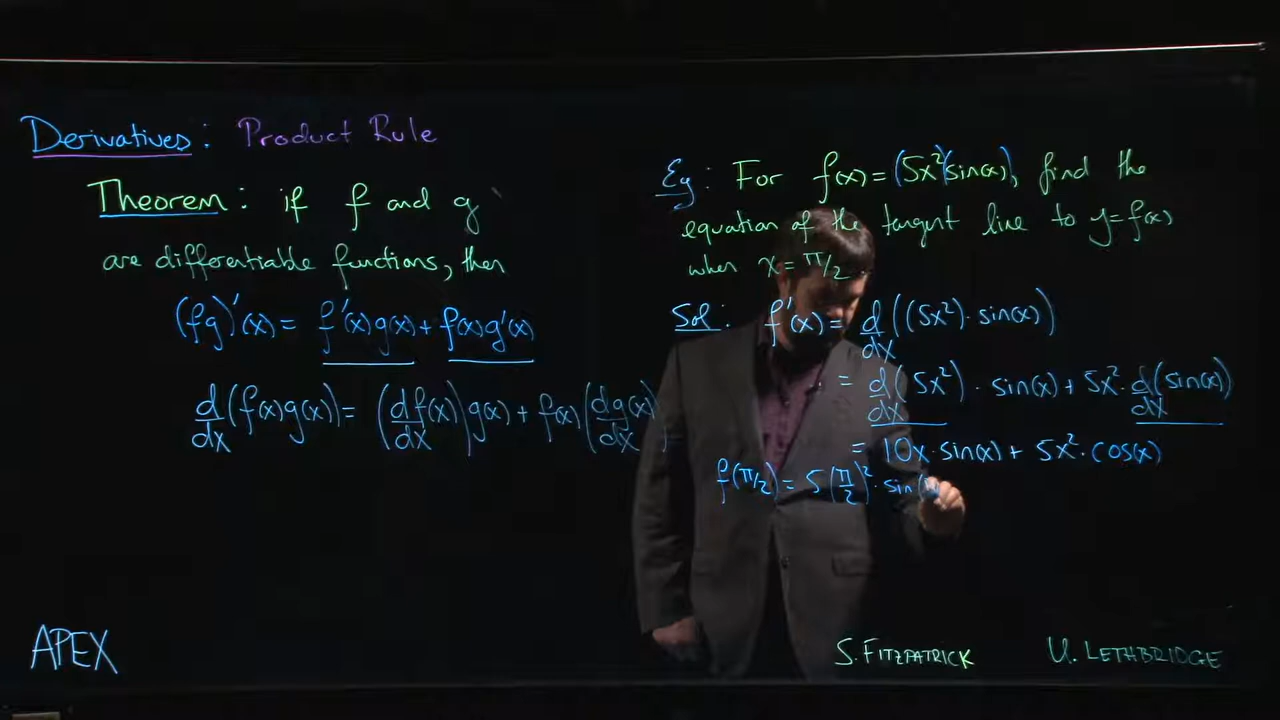 Derivatives: Product Rule
Theorem: if f and g
are differentiable functions, then
(fg)'(x) = f'(x)g(x) + f(x)g'(x)
d/dx (f(x)g(x)) = (df(x)/dx) g(x) + f(x) (dg(x)/dx)
Eg: For f(x) = (5x²)(sin(x)), find the
equation of the tangent line to y=f(x)
when x = π/2.
Sol: f'(x) = d/dx ((5x²)·sin(x))
= d/dx (5x²) · sin(x) + 5x² · d/dx (sin(x))
= 10x·sin(x) + 5x²·cos(x)
f(π/2) = 5(π/2)²·sin(
APEX
S. FITZPATRICK
U. LETHBRIDGE